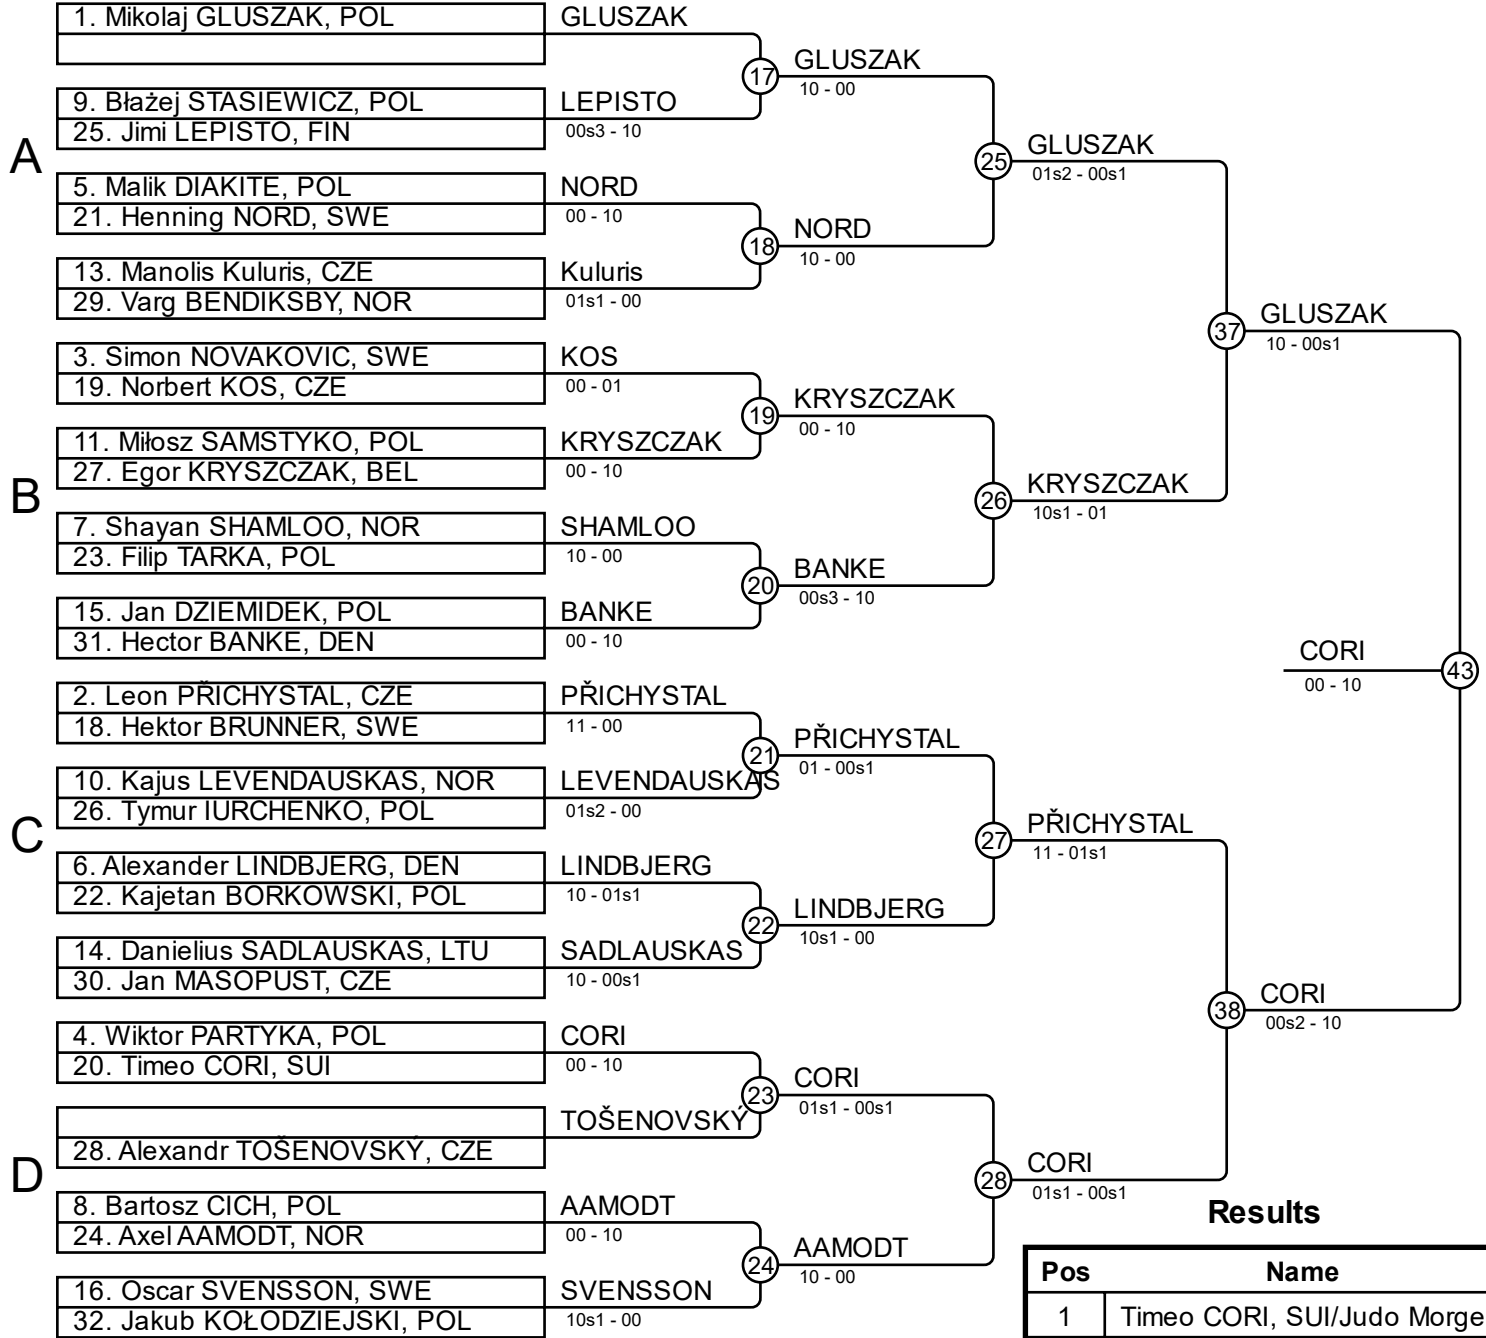 1. Mikolaj GLUSZAK, POL
GLUSZAK
17
GLUSZAK
10 - 00
9. Błażej STASIEWICZ, POL
25. Jimi LEPISTO, FIN
LEPISTO
00s3 - 10
A
25
GLUSZAK
01s2 - 00s1
5. Malik DIAKITE, POL
21. Henning NORD, SWE
NORD
00 - 10
18
NORD
10 - 00
13. Manolis Kuluris, CZE
29. Varg BENDIKSBY, NOR
Kuluris
01s1 - 00
37
GLUSZAK
10 - 00s1
3. Simon NOVAKOVIC, SWE
19. Norbert KOS, CZE
KOS
00 - 01
19
KRYSZCZAK
00 - 10
11. Miłosz SAMSTYKO, POL
27. Egor KRYSZCZAK, BEL
KRYSZCZAK
00 - 10
B
26
KRYSZCZAK
10s1 - 01
7. Shayan SHAMLOO, NOR
23. Filip TARKA, POL
SHAMLOO
10 - 00
20
BANKE
00s3 - 10
15. Jan DZIEMIDEK, POL
31. Hector BANKE, DEN
BANKE
00 - 10
CORI
00 - 10
43
2. Leon PŘICHYSTAL, CZE
18. Hektor BRUNNER, SWE
PŘICHYSTAL
11 - 00
21
PŘICHYSTAL
01 - 00s1
10. Kajus LEVENDAUSKAS, NOR
26. Tymur IURCHENKO, POL
LEVENDAUSKAS
01s2 - 00
C
27
PŘICHYSTAL
11 - 01s1
6. Alexander LINDBJERG, DEN
22. Kajetan BORKOWSKI, POL
LINDBJERG
10 - 01s1
22
LINDBJERG
10s1 - 00
14. Danielius SADLAUSKAS, LTU
30. Jan MASOPUST, CZE
SADLAUSKAS
10 - 00s1
38
CORI
00s2 - 10
4. Wiktor PARTYKA, POL
20. Timeo CORI, SUI
CORI
00 - 10
23
CORI
01s1 - 00s1
28. Alexandr TOŠENOVSKÝ, CZE
TOŠENOVSKÝ
D
28
CORI
01s1 - 00s1
8. Bartosz CICH, POL
24. Axel AAMODT, NOR
AAMODT
00 - 10
24
AAMODT
10 - 00
16. Oscar SVENSSON, SWE
32. Jakub KOŁODZIEJSKI, POL
SVENSSON
10s1 - 00
Results
Pos Name
1 Timeo CORI, SUI/Judo Morge